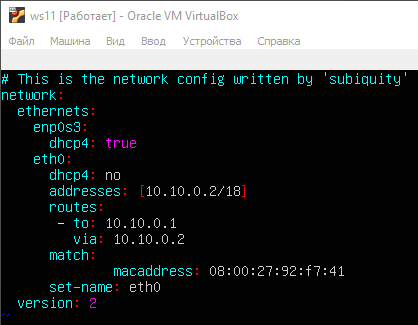 ws11 [Работает] - Oracle VM VirtualBox
Файл Машина Вид Ввод Устройства Справка
# This is the network config written by 'subiquity'
network:
  ethernets:
    enp0s3:
      dhcp4: true
    eth0:
      dhcp4: no
      addresses: [10.10.0.2/18]
      routes:
       - to: 10.10.0.1
         via: 10.10.0.2
      match:
              macaddress: 08:00:27:92:f7:41
      set-name: eth0
  version: 2
~